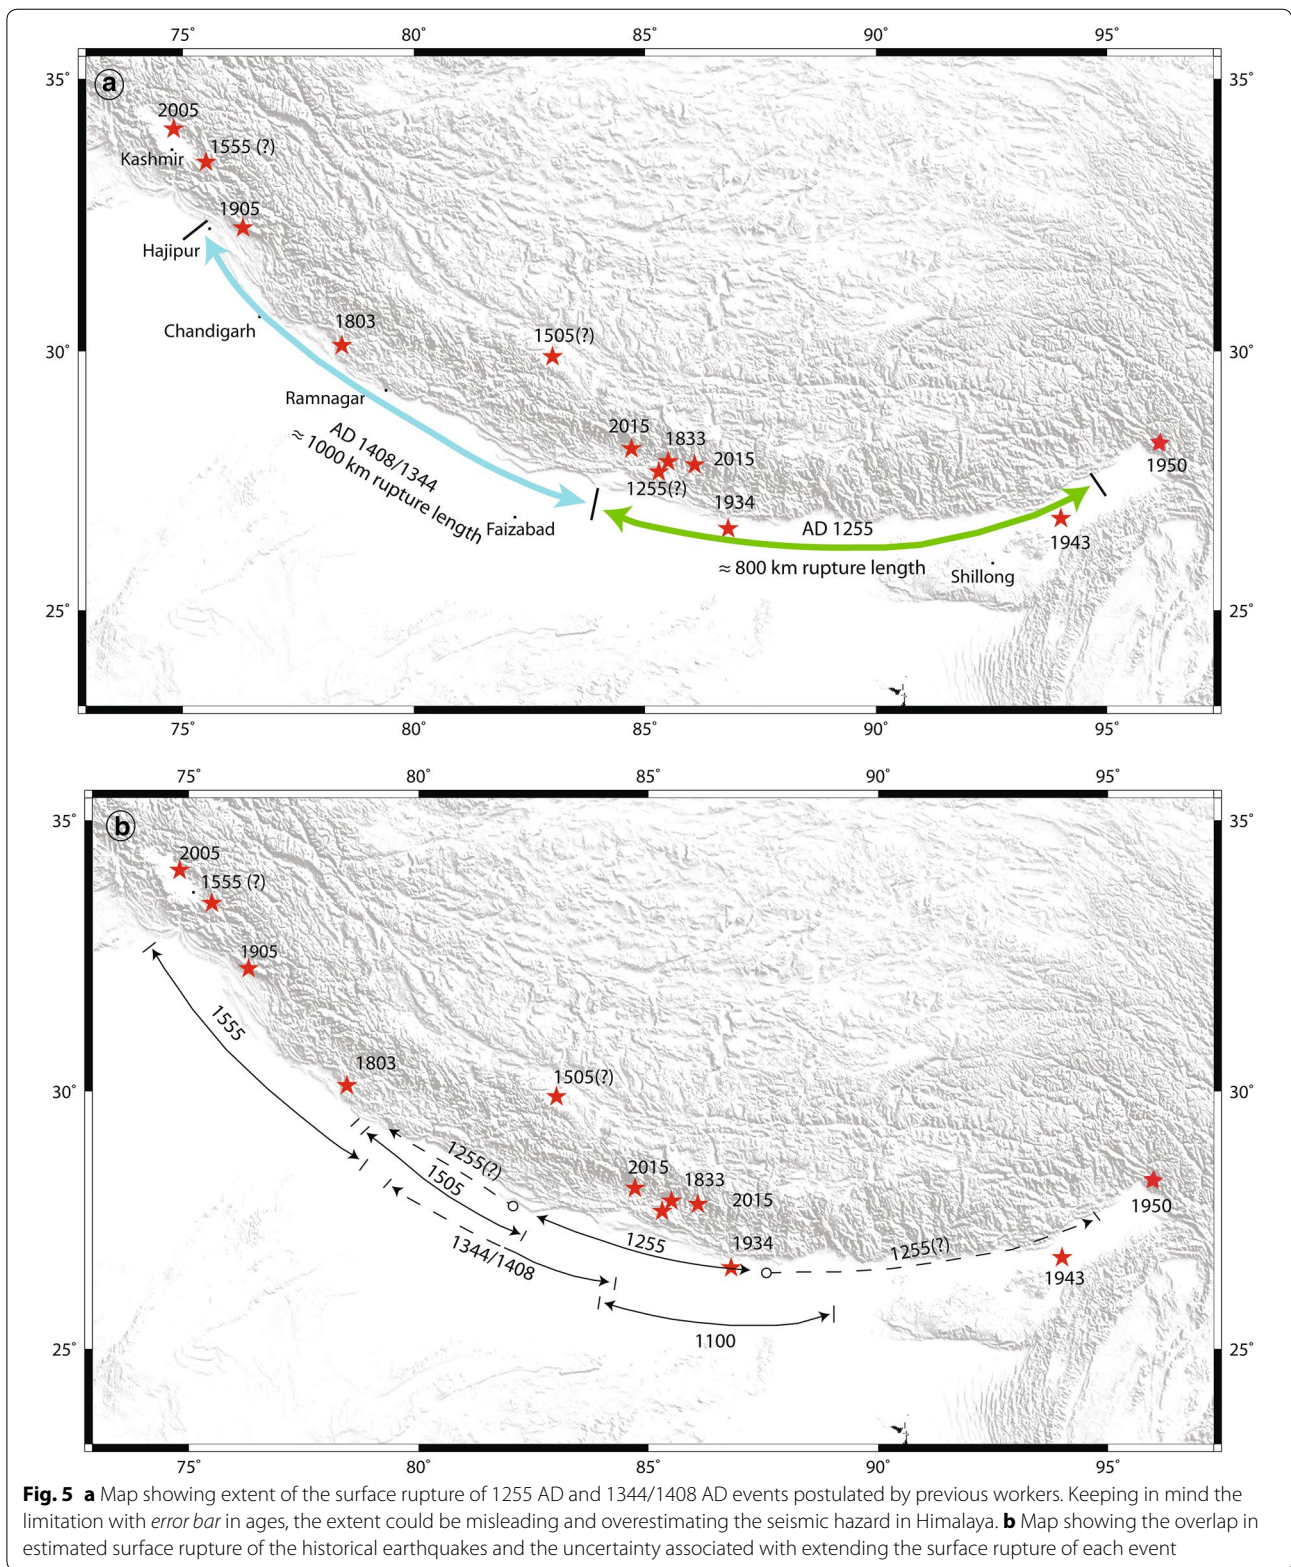 75° 80° 85° 90° 95°
35° 35°
a
2005
1555 (?)
Kashmir
1905
Hajipur
Chandigarh
1803
1505(?)
30° 30°
Ramnagar
AD 1408/1344
≈ 1000 km rupture length
2015
1833
2015
1255(?)
1934
1950
Faizabad
AD 1255
1943
≈ 800 km rupture length
Shillong
25° 25°
75° 80° 85° 90° 95°
75° 80° 85° 90° 95°
35° 35°
b
2005
1555 (?)
1905
1555
1803
1505(?)
30° 30°
1255(?)
1505
1344/1408
2015
1833
2015
1255
1934
1255(?)
1950
1943
1100
25° 25°
75° 80° 85° 90° 95°
Fig. 5 a Map showing extent of the surface rupture of 1255 AD and 1344/1408 AD events postulated by previous workers. Keeping in mind the
limitation with error bar in ages, the extent could be misleading and overestimating the seismic hazard in Himalaya. b Map showing the overlap in
estimated surface rupture of the historical earthquakes and the uncertainty associated with extending the surface rupture of each event